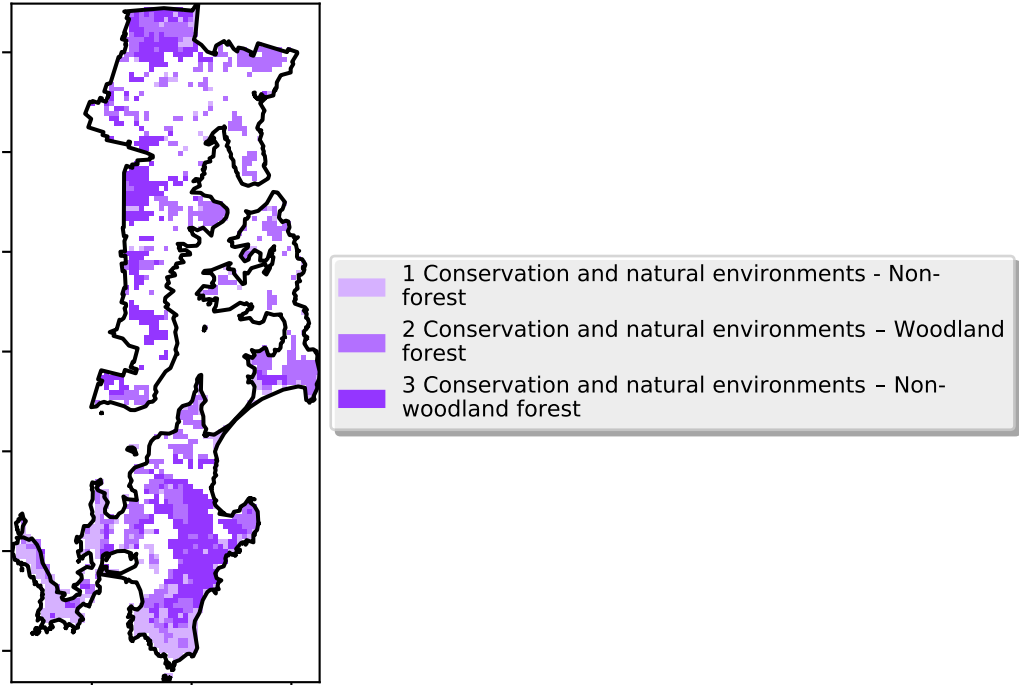 1 Conservation and natural environments - Non-
forest
2 Conservation and natural environments – Woodland
forest
3 Conservation and natural environments – Non-
woodland forest